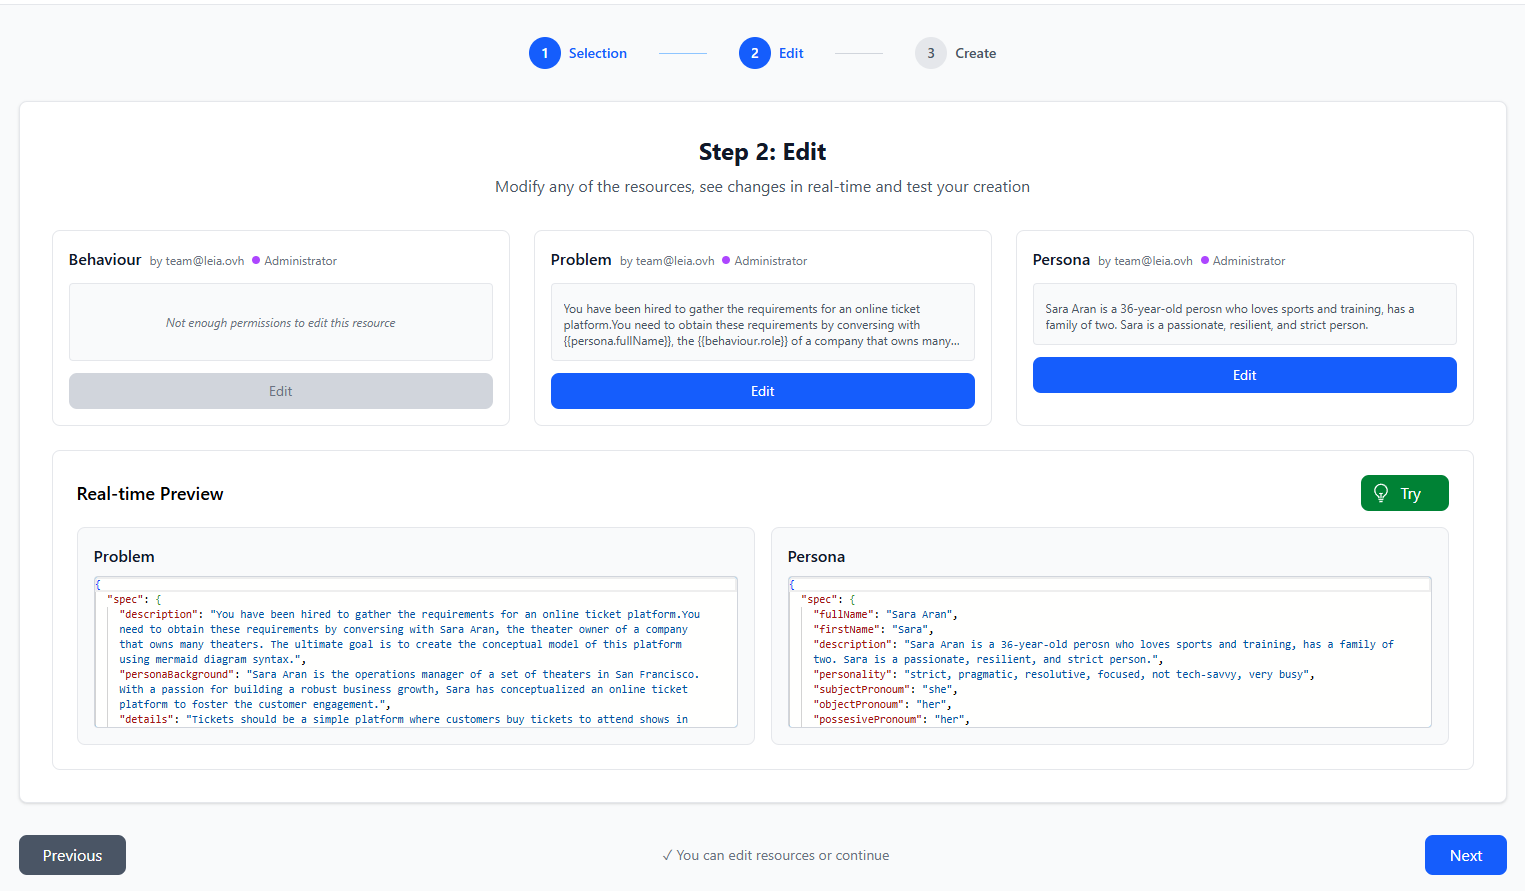 1 Selection 2 Edit 3 Create
Step 2: Edit
Modify any of the resources, see changes in real-time and test your creation
Behaviour by team@leia.ovh Administrator
Not enough permissions to edit this resource
Edit
Problem by team@leia.ovh Administrator
You have been hired to gather the requirements for an online ticket
platform.You need to obtain these requirements by conversing with
{{persona.fullName}}, the {{behaviour.role}} of a company that owns many...
Edit
Persona by team@leia.ovh Administrator
Sara Aran is a 36-year-old perosn who loves sports and training, has a
family of two. Sara is a passionate, resilient, and strict person.
Edit
Real-time Preview
Try
Problem
{
"spec": {
"description": "You have been hired to gather the requirements for an online ticket platform.You
need to obtain these requirements by conversing with Sara Aran, the theater owner of a company
that owns many theaters. The ultimate goal is to create the conceptual model of this platform
using mermaid diagram syntax.",
"personaBackground": "Sara Aran is the operations manager of a set of theaters in San Francisco.
With a passion for building a robust business growth, Sara has conceptualized an online ticket
platform to foster the customer engagement.",
"details": "Tickets should be a simple platform where customers buy tickets to attend shows in
Persona
{
"spec": {
"fullName": "Sara Aran",
"firstName": "Sara",
"description": "Sara Aran is a 36-year-old perosn who loves sports and training, has a family of
two. Sara is a passionate, resilient, and strict person.",
"personality": "strict, pragmatic, resolutive, focused, not tech-savvy, very busy",
"subjectPronoum": "she",
"objectPronoum": "her",
"possesivePronoum": "her",
Previous
✓ You can edit resources or continue
Next